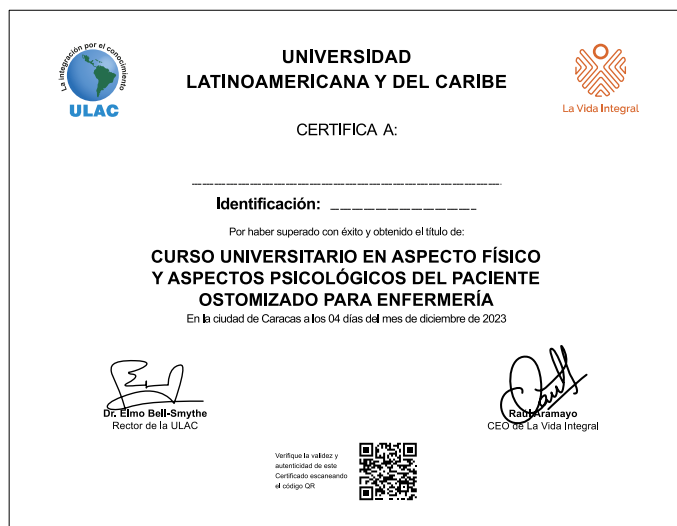 La integración por el conocimiento
ULAC
UNIVERSIDAD
LATINOAMERICANA Y DEL CARIBE
La Vida Integral
CERTIFICA A:
Identificación:
Por haber superado con éxito y obtenido el título de:
CURSO UNIVERSITARIO EN ASPECTO FÍSICO
Y ASPECTOS PSICOLÓGICOS DEL PACIENTE
OSTOMIZADO PARA ENFERMERÍA
En la ciudad de Caracas a los 04 días del mes de diciembre de 2023
Dr. Elmo Bell-Smythe
Rector de la ULAC
Raúl Aramayo
CEO de La Vida Integral
Verifique la validez y
autenticidad de este
Certificado escaneando
el código QR